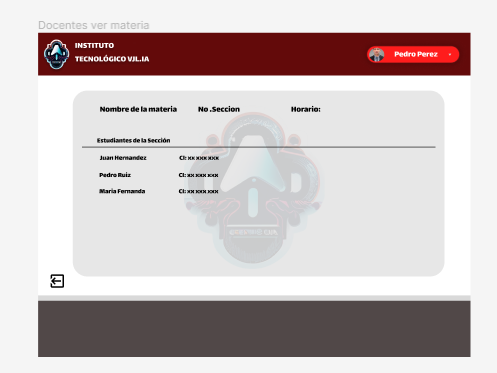 Docentes ver materia
INSTITUTO
TECNOLÓGICO VJL.IA
Pedro Perez
Nombre de la materia No .Seccion Horario:
Estudiantes de la Sección
Juan Hernandez CI: xx xxx xxx
Pedro Ruiz CI: xx xxx xxx
Maria Fernanda CI: xx xxx xxx